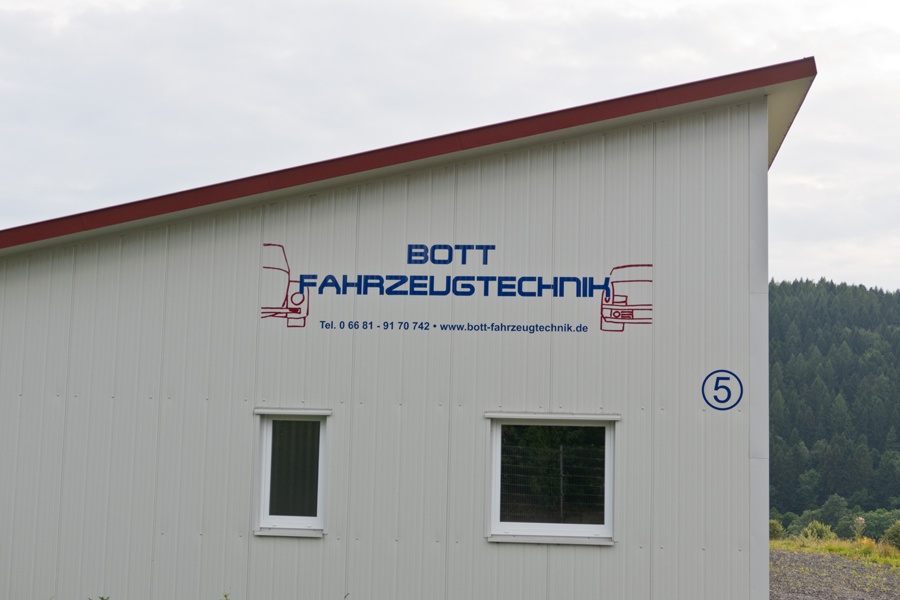 BOTT
FAHRZEUGTECHNIK
Tel. 0 66 81 - 91 70 742 • www.bott-fahrzeugtechnik.de
5